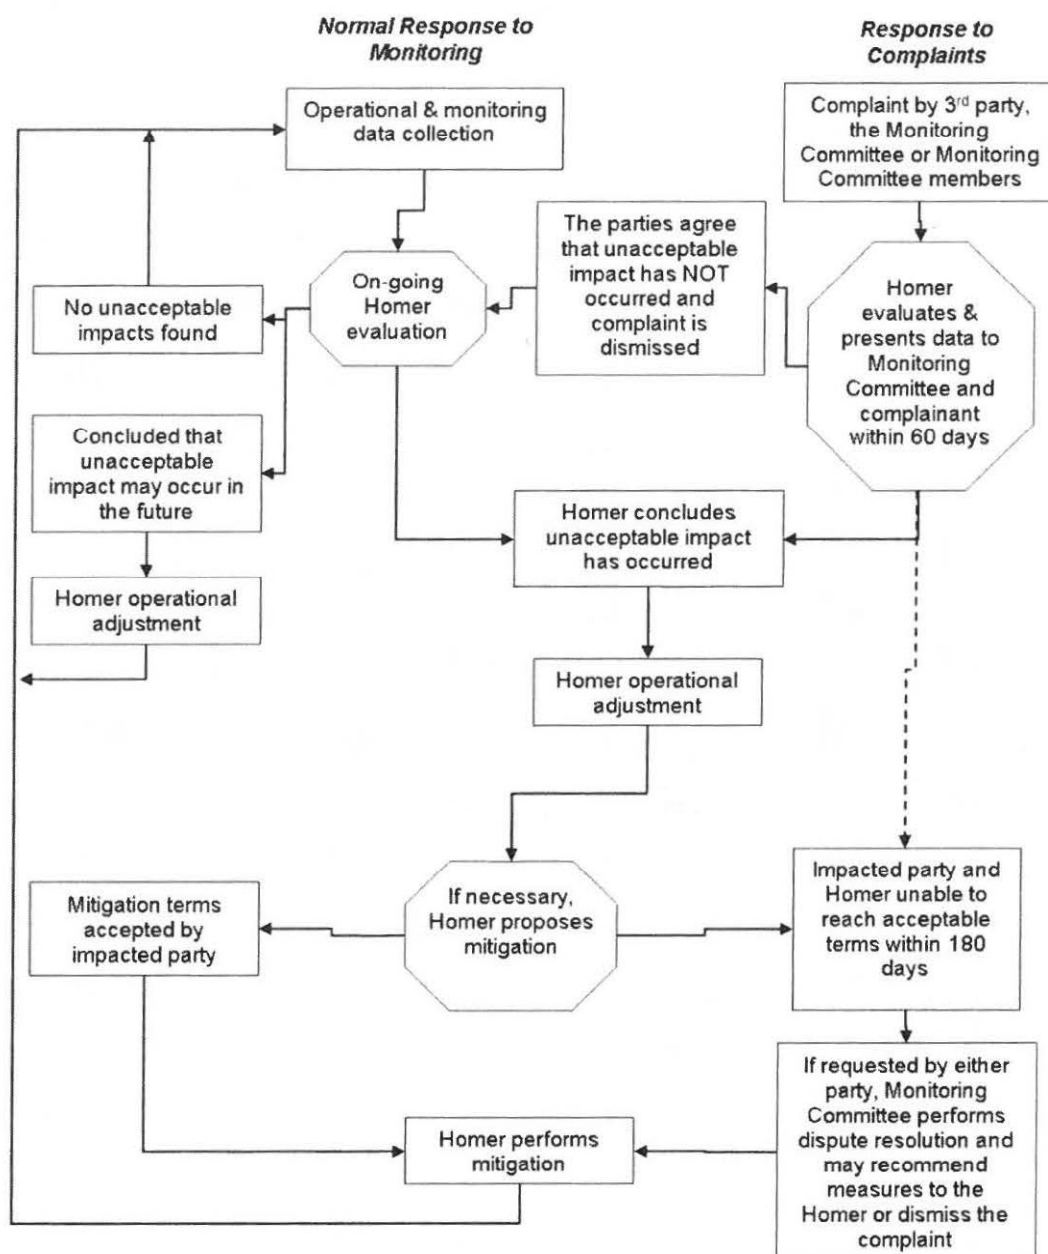 Normal Response to
Monitoring
Response to
Complaints
Operational & monitoring
data collection
Complaint by 3rd party,
the Monitoring
Committee or Monitoring
Committee members
The parties agree
that unacceptable
impact has NOT
occurred and
complaint is
dismissed
On-going
Homer
evaluation
No unacceptable
impacts found
Homer
evaluates &
presents data to
Monitoring
Committee and
complainant
within 60 days
Concluded that
unacceptable
impact may occur in
the future
Homer concludes
unacceptable impact
has occurred
Homer operational
adjustment
Homer operational
adjustment
If necessary,
Homer proposes
mitigation
Mitigation terms
accepted by
impacted party
Impacted party and
Homer unable to
reach acceptable
terms within 180
days
If requested by either
party, Monitoring
Committee performs
dispute resolution and
may recommend
measures to the
Homer or dismiss the
complaint
Homer performs
mitigation